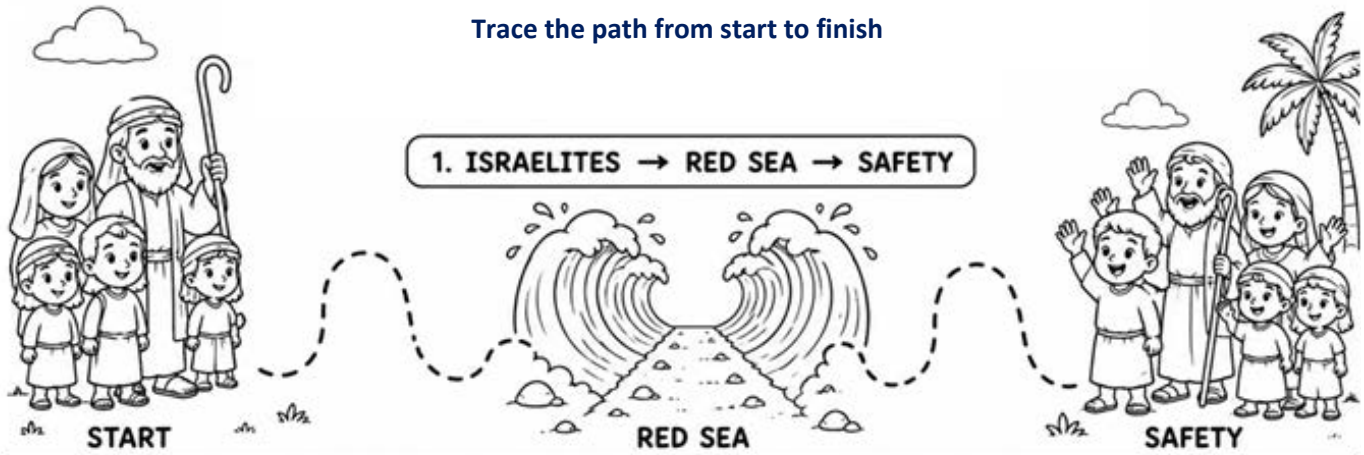 Trace the path from start to finish
1. ISRAELITES → RED SEA → SAFETY
START
RED SEA
SAFETY